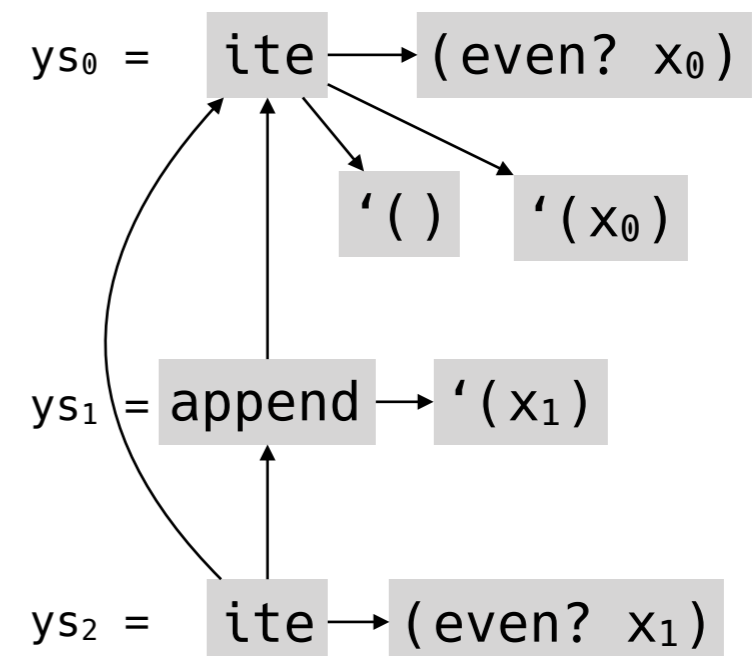 ys₀ = ite (even? x₀)
‘() ‘(x₀)
ys₁ = append ‘(x₁)
ys₂ = ite (even? x₁)